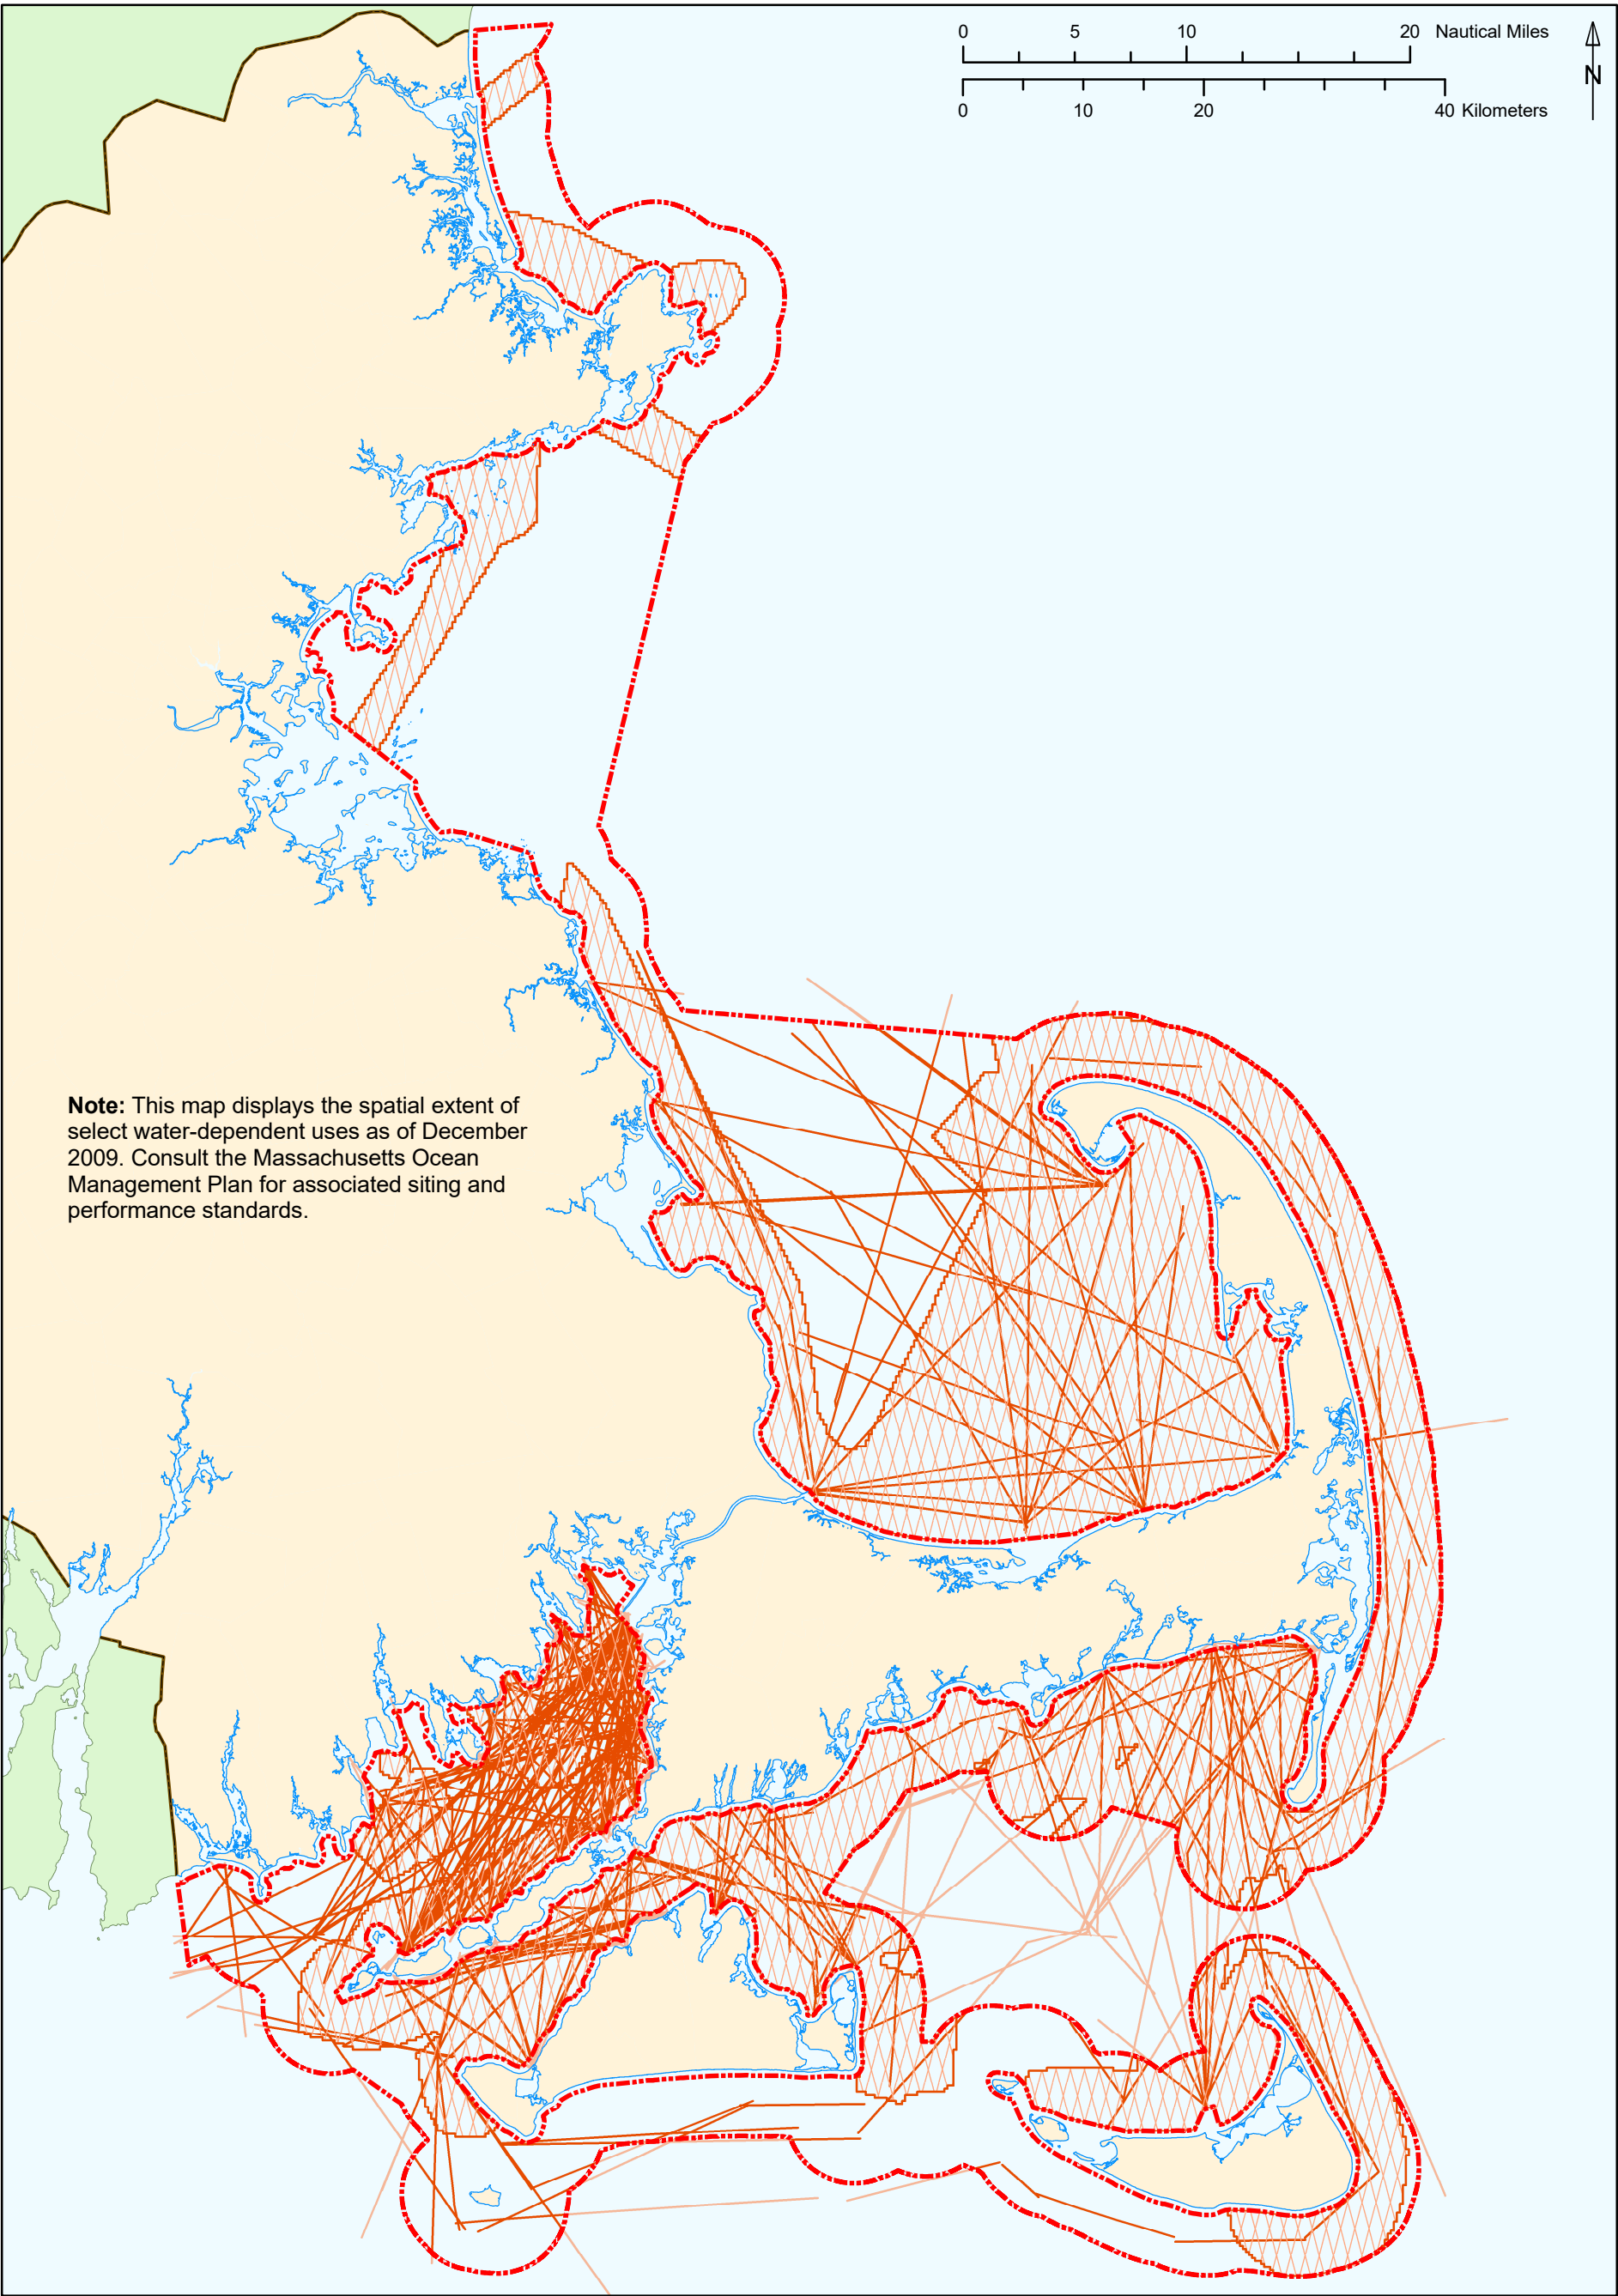 0 5 10 20 Nautical Miles
0 10 20 40 Kilometers
N
Note: This map displays the spatial extent of
select water-dependent uses as of December
2009. Consult the Massachusetts Ocean
Management Plan for associated siting and
performance standards.